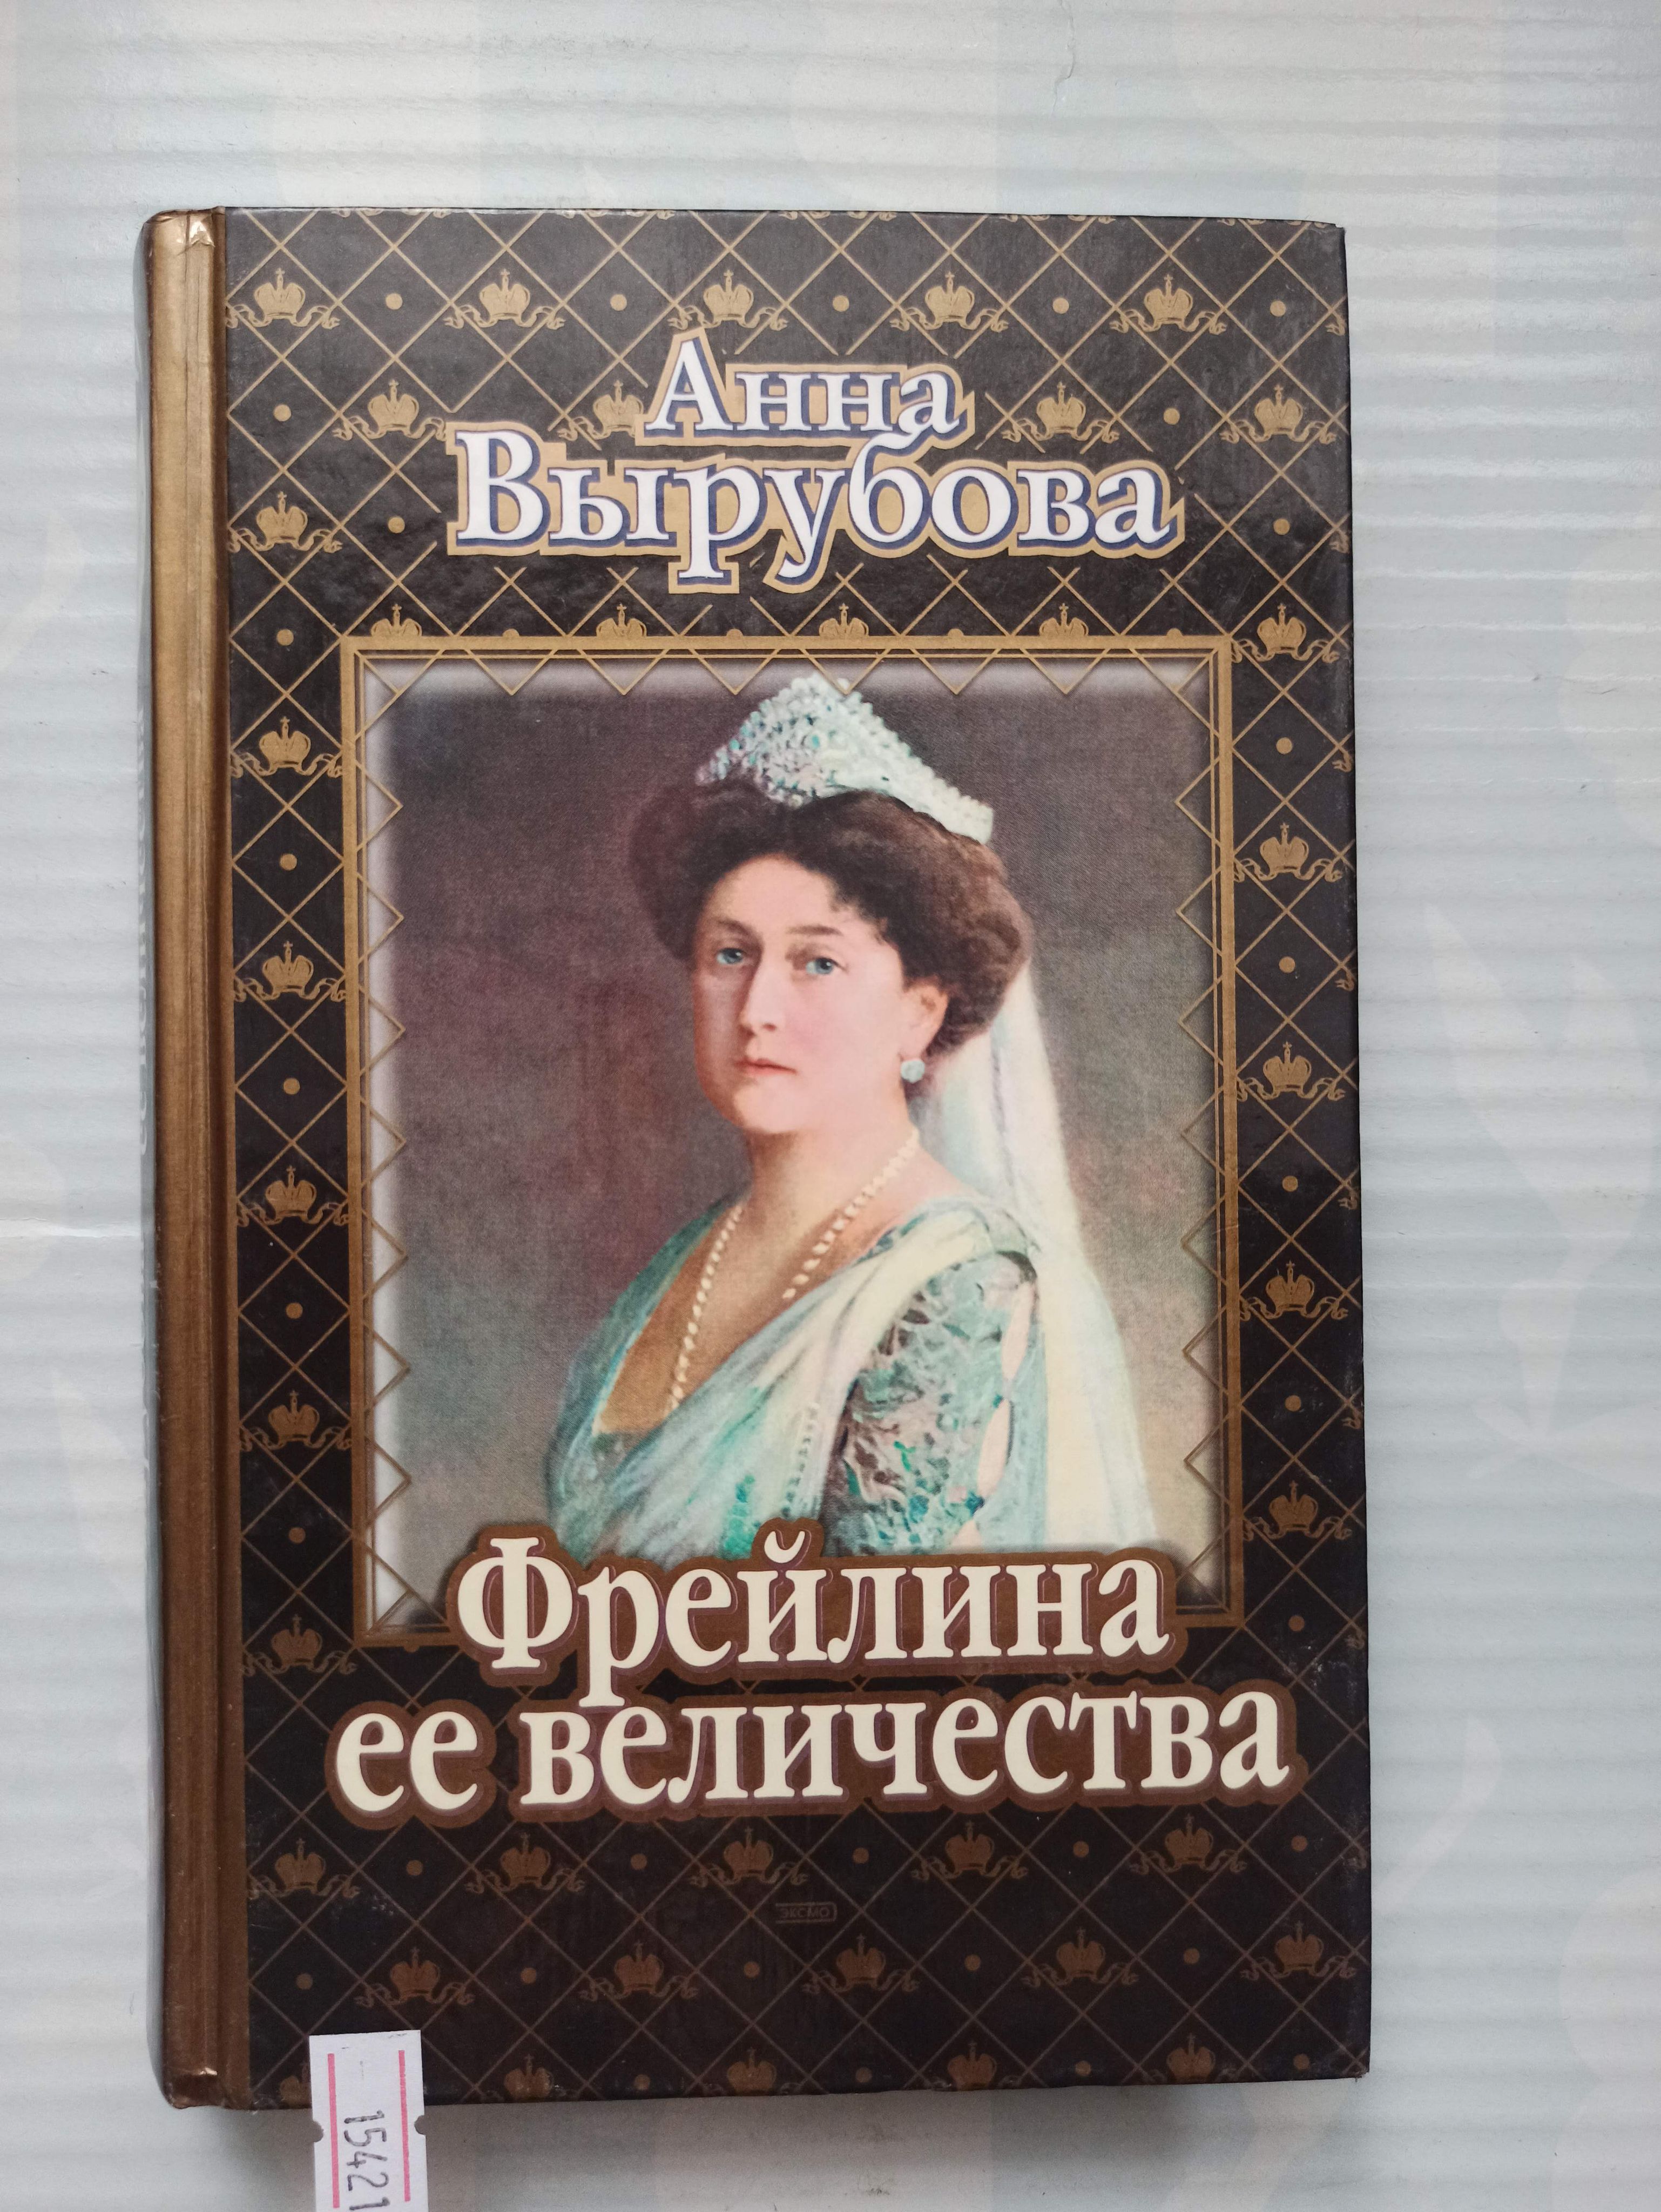 Анна
Вырубова
Фрейлина
ее величества
ЭКСМО
15421